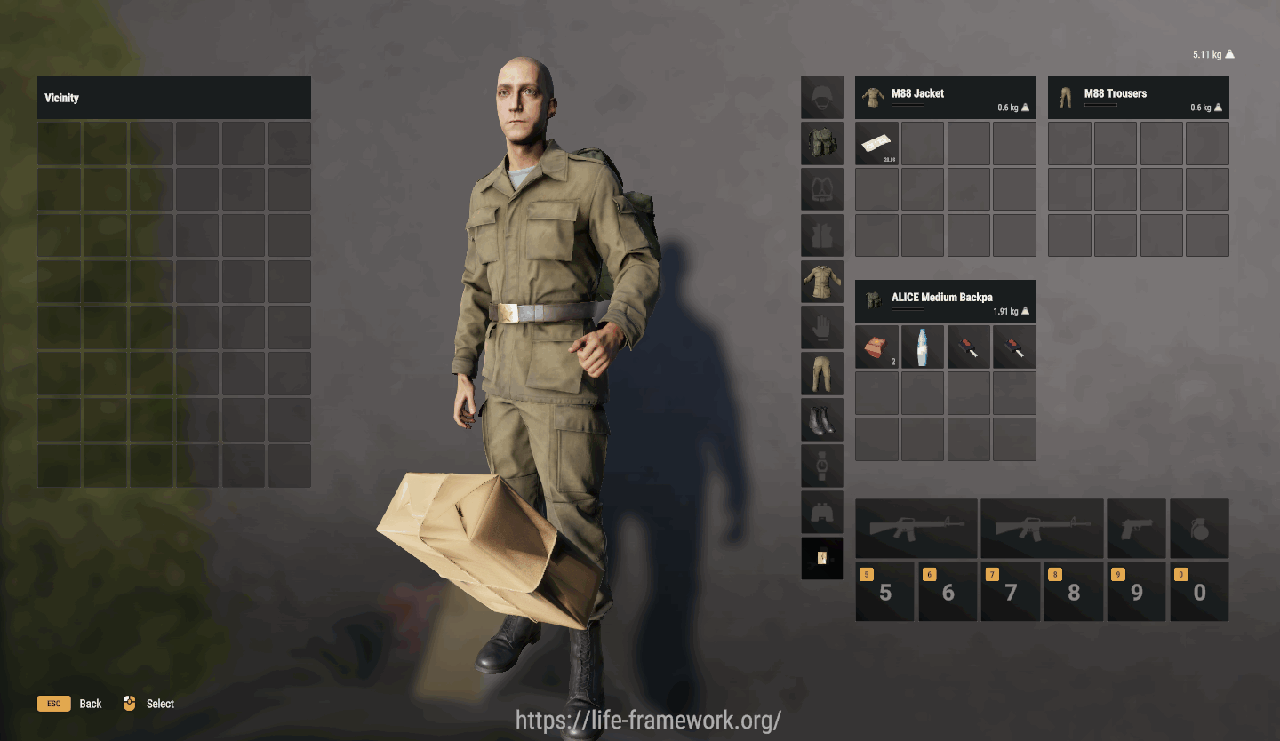 5.11 kg
Vicinity
M88 Jacket
0.6 kg
M88 Trousers
0.6 kg
ALICE Medium Backpa
1.91 kg
2
5
6
7
8
9
5
6
7
8
9
0
ESC
Back
Select
https://life-framework.org/